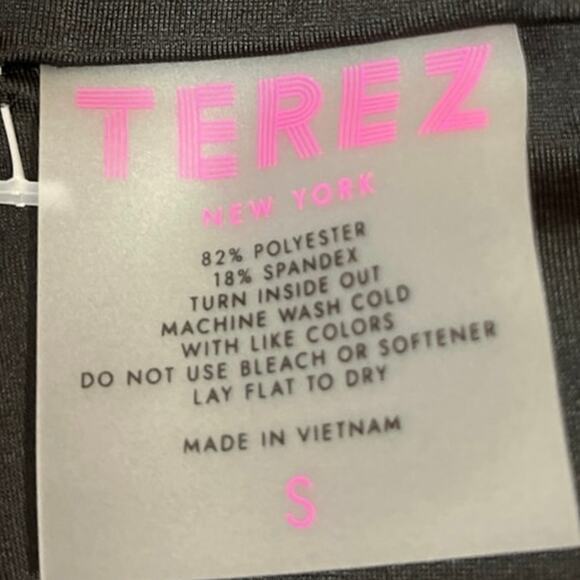 TEREZ
NEW YORK
82% POLYESTER
18% SPANDEX
TURN INSIDE OUT
MACHINE WASH COLD
WITH LIKE COLORS
DO NOT USE BLEACH OR SOFTENER
LAY FLAT TO DRY
MADE IN VIETNAM
S